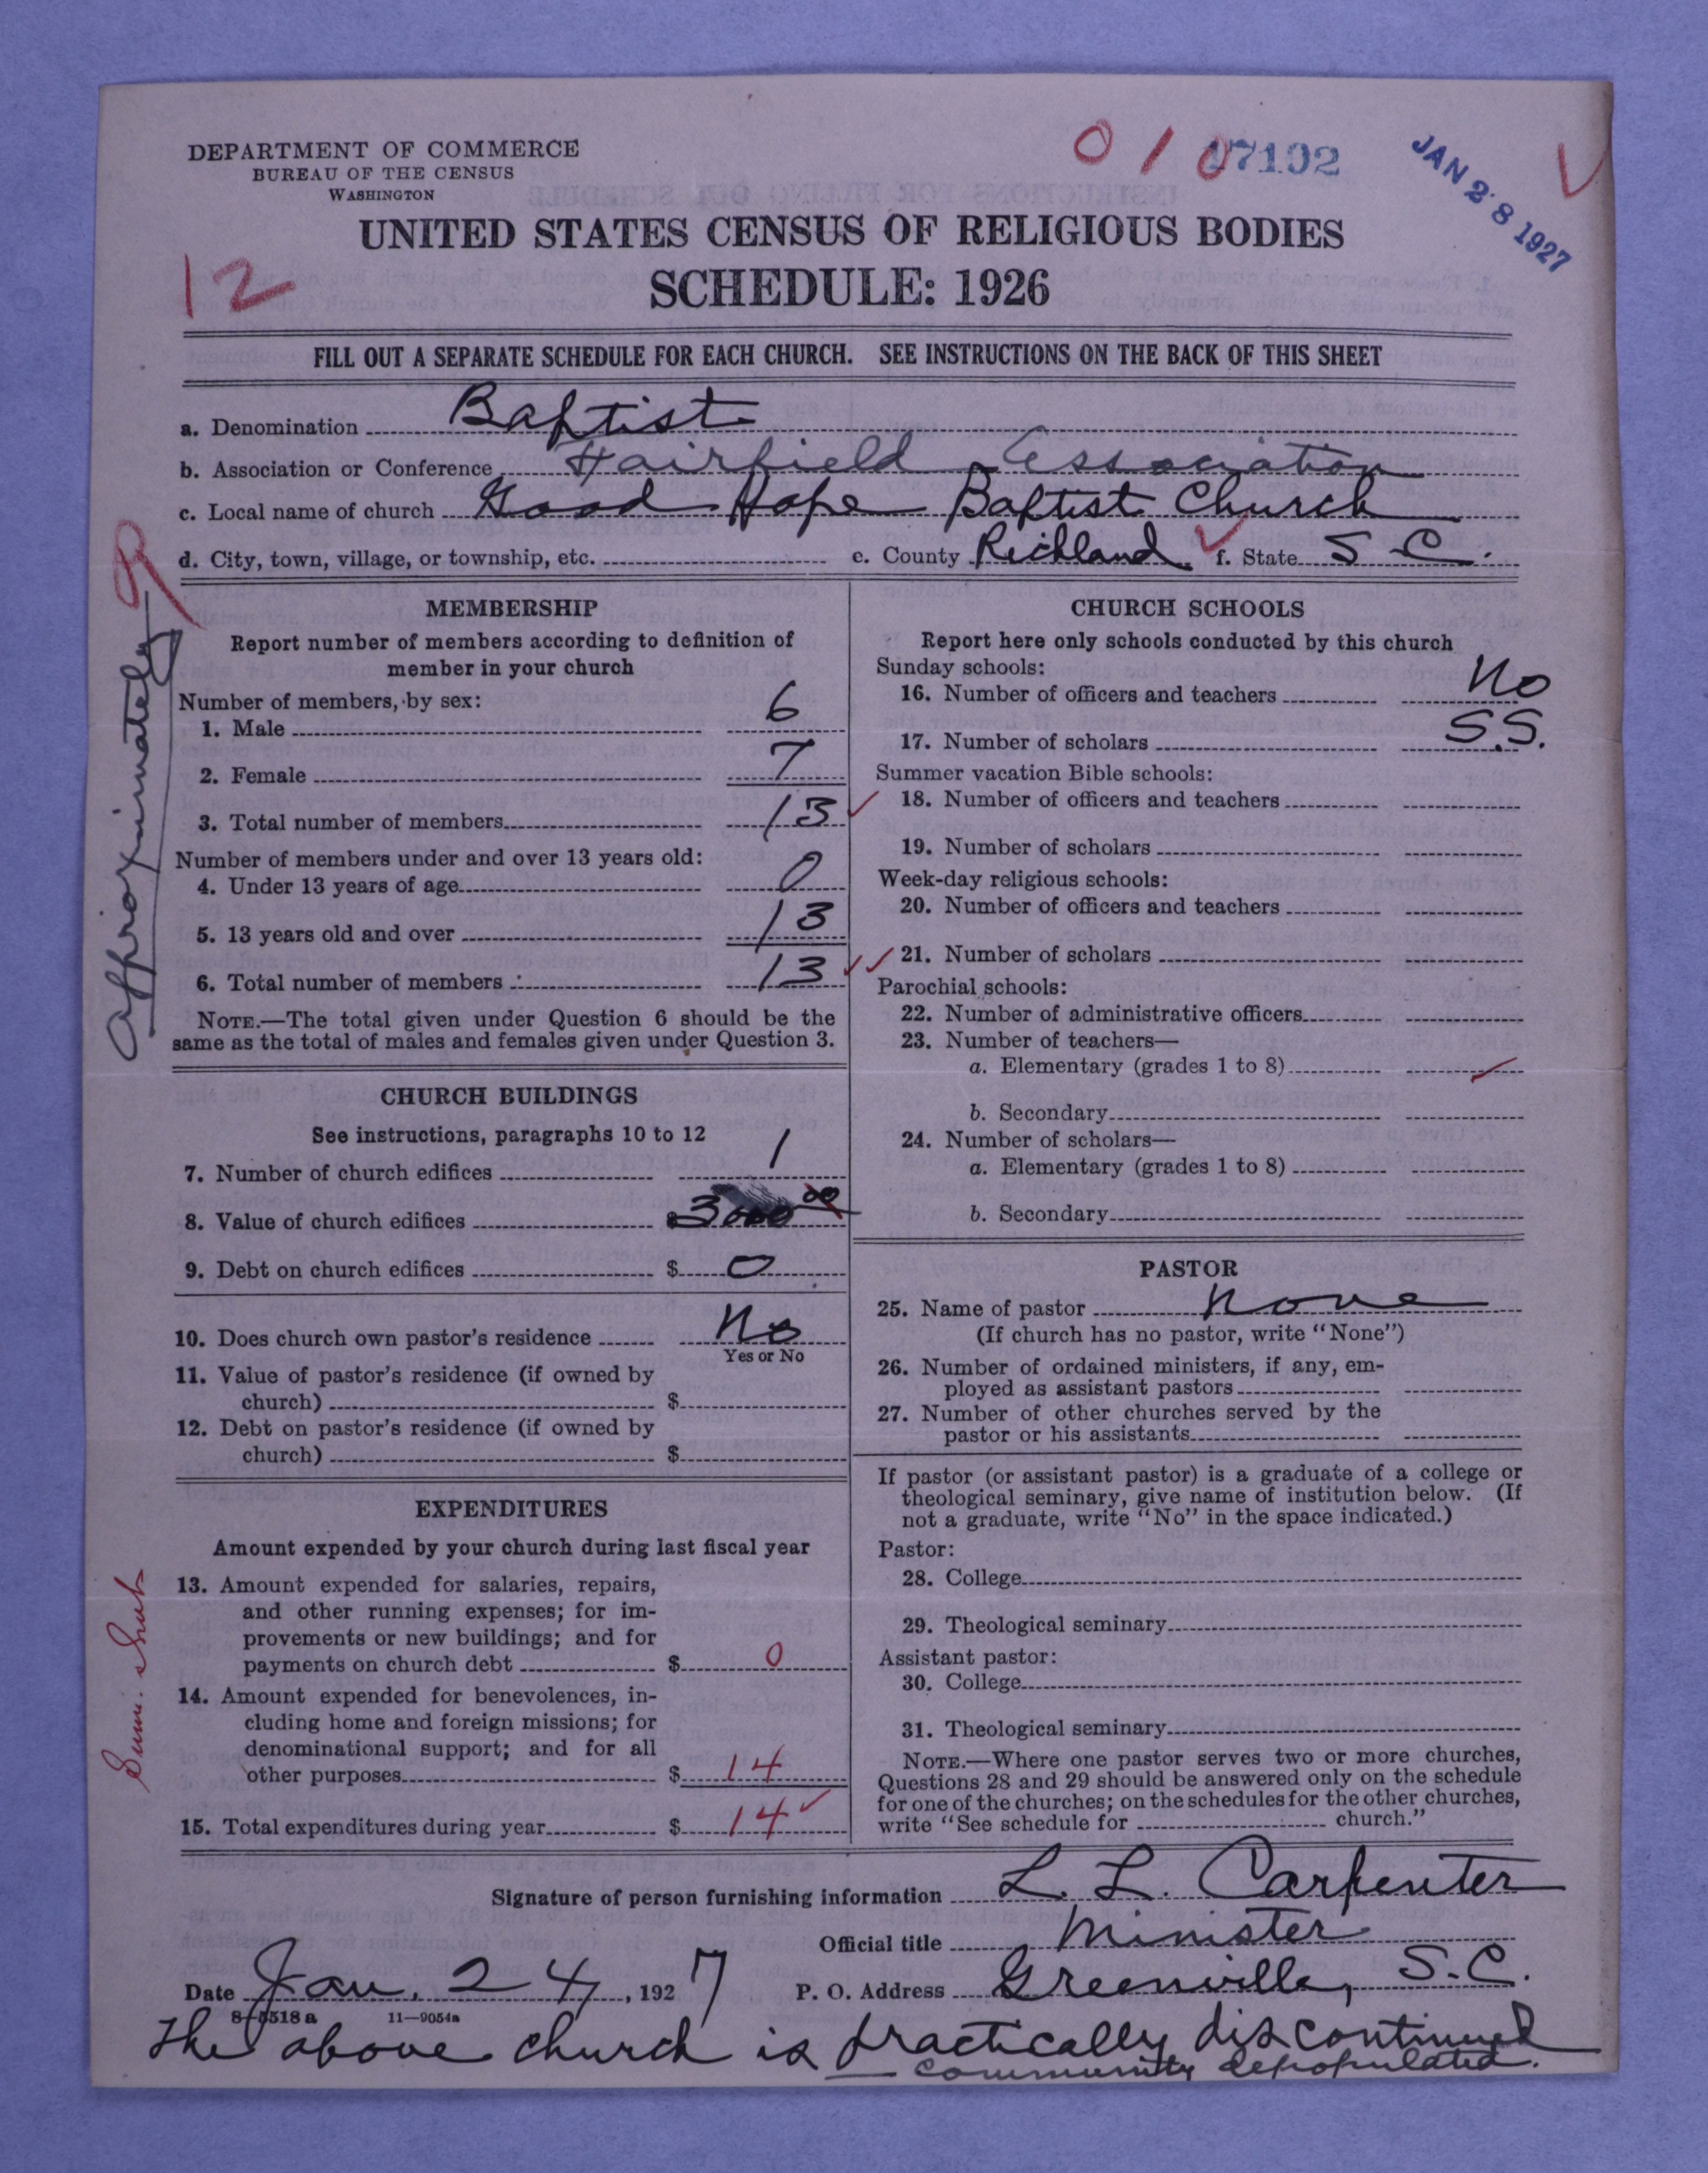 DEPARTMENT OF COMMERCE
BUREAU OF THE CENSUS
WASHINGTON
0 1 0
17102
JAN 28 1927
UNITED STATES CENSUS OF RELIGIOUS BODIES
12
SCHEDULE: 1926
FILL OUT A SEPARATE SCHEDULE FOR EACH CHURCH. SEE INSTRUCTIONS ON THE BACK OF THIS SHEET
a. Denomination Baptist
b. Association or Conference Fairfield Association
c. Local name of church Good Hope Baptist Church
d. City, town, village, or township, etc. e. County Richland f. State S.C.
Approximately
MEMBERSHIP
Report number of members according to definition of
member in your church
Number of members, by sex:
1. Male 6
2. Female 7
3. Total number of members 13
Number of members under and over 13 years old:
4. Under 13 years of age 0
5. 13 years old and over 13
6. Total number of members 13
NOTE.—The total given under Question 6 should be the
same as the total of males and females given under Question 3.
CHURCH BUILDINGS
See instructions, paragraphs 10 to 12
7. Number of church edifices 1
8. Value of church edifices $3000 00
9. Debt on church edifices $ 0
10. Does church own pastor's residence No
Yes or No
11. Value of pastor's residence (if owned by
church) $
12. Debt on pastor's residence (if owned by
church) $
EXPENDITURES
Amount expended by your church during last fiscal year
13. Amount expended for salaries, repairs,
and other running expenses; for im-
provements or new buildings; and for
payments on church debt $ 0
14. Amount expended for benevolences, in-
cluding home and foreign missions; for
denominational support; and for all
other purposes $ 14
15. Total expenditures during year $ 14
CHURCH SCHOOLS
Report here only schools conducted by this church
Sunday schools:
16. Number of officers and teachers No
17. Number of scholars S.S.
Summer vacation Bible schools:
18. Number of officers and teachers
19. Number of scholars
Week-day religious schools:
20. Number of officers and teachers
21. Number of scholars
Parochial schools:
22. Number of administrative officers
23. Number of teachers—
a. Elementary (grades 1 to 8)
b. Secondary
24. Number of scholars—
a. Elementary (grades 1 to 8)
b. Secondary
PASTOR
25. Name of pastor None
(If church has no pastor, write "None")
26. Number of ordained ministers, if any, em-
ployed as assistant pastors
27. Number of other churches served by the
pastor or his assistants
If pastor (or assistant pastor) is a graduate of a college or
theological seminary, give name of institution below. (If
not a graduate, write "No" in the space indicated.)
Pastor:
28. College
29. Theological seminary
Assistant pastor:
30. College
31. Theological seminary
NOTE.—Where one pastor serves two or more churches,
Questions 28 and 29 should be answered only on the schedule
for one of the churches; on the schedules for the other churches,
write "See schedule for church."
Signature of person furnishing information L. L. Carpenter
Official title Minister
Date Jan. 24, 1927 P. O. Address Greenville, S.C.
8-5518a 11—9054a
The above church is practically discontinued
community depopulated.